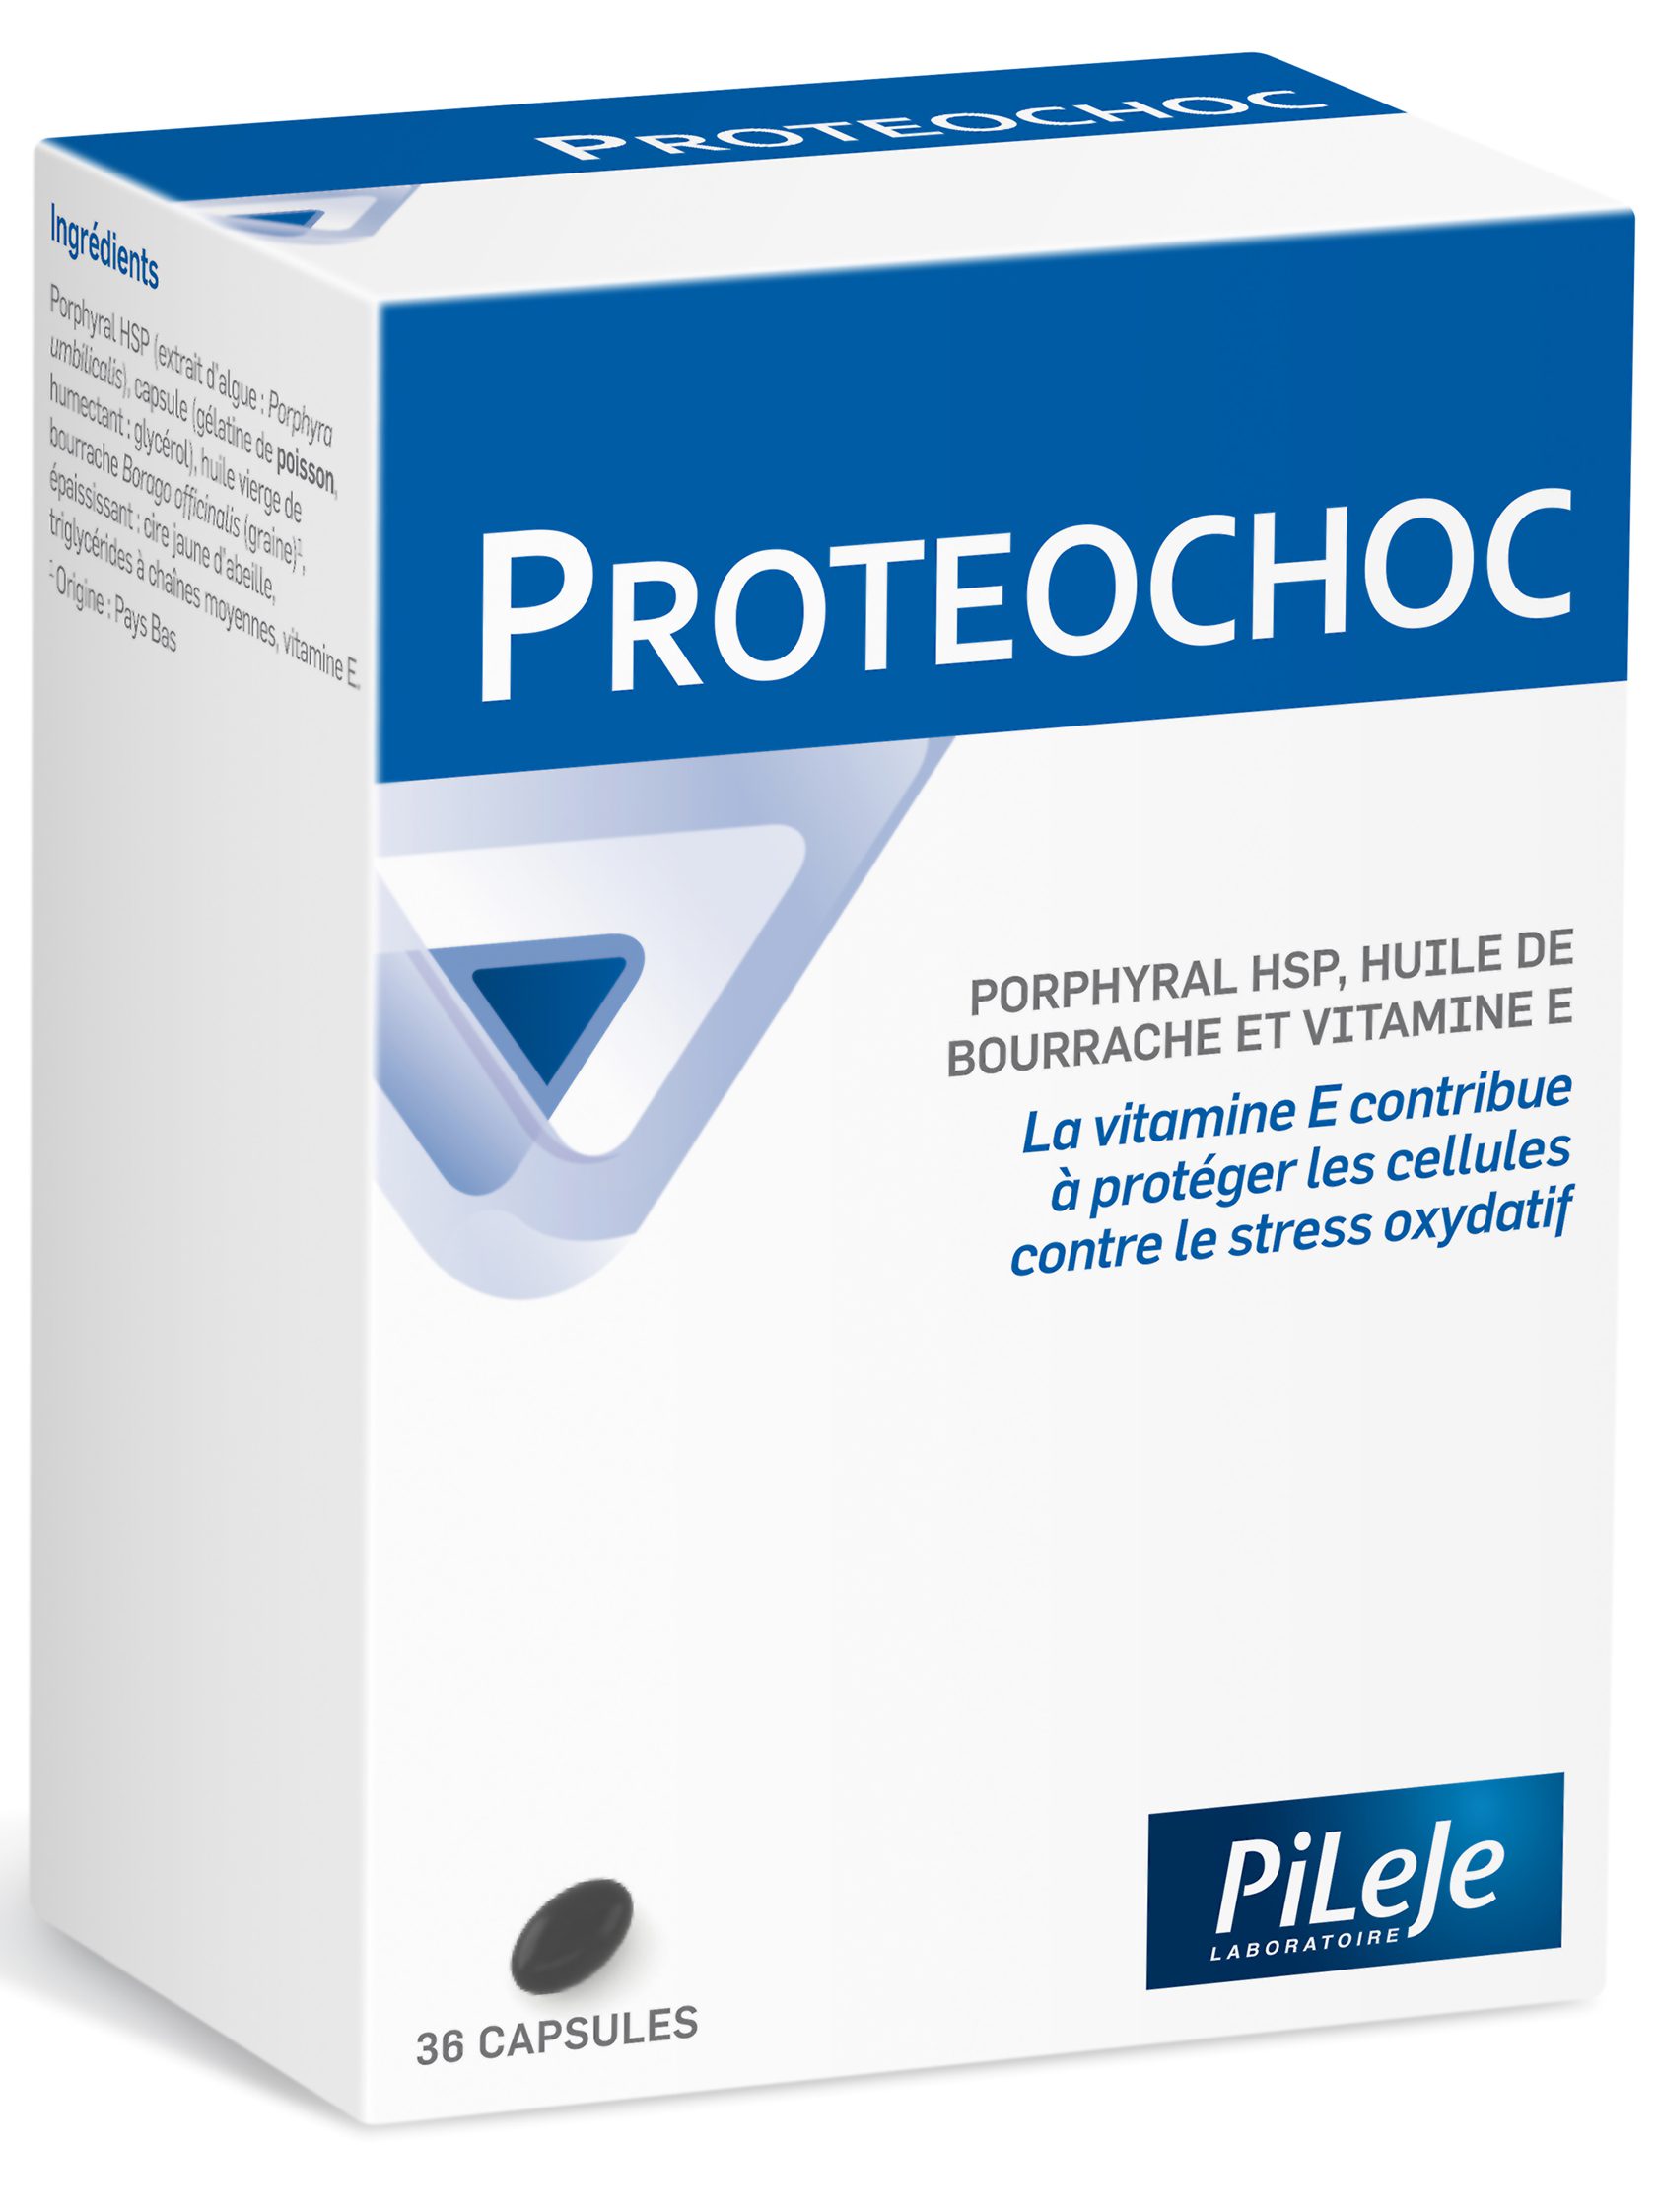 PROTEOCHOC
Ingrédients
Porphyral HSP (extrait d'algue : Porphyra
umbilicalis), capsule (gélatine de poisson,
humectant : glycérol), huile vierge de
bourrache Borago officinalis (graine)¹,
épaississant : cire jaune d'abeille,
triglycérides à chaînes moyennes, vitamine E.
¹Origine : Pays Bas
PROTEOCHOC
PORPHYRAL HSP, HUILE DE
BOURRACHE ET VITAMINE E
La vitamine E contribue
à protéger les cellules
contre le stress oxydatif
36 CAPSULES
PiLeJe
LABORATOIRE